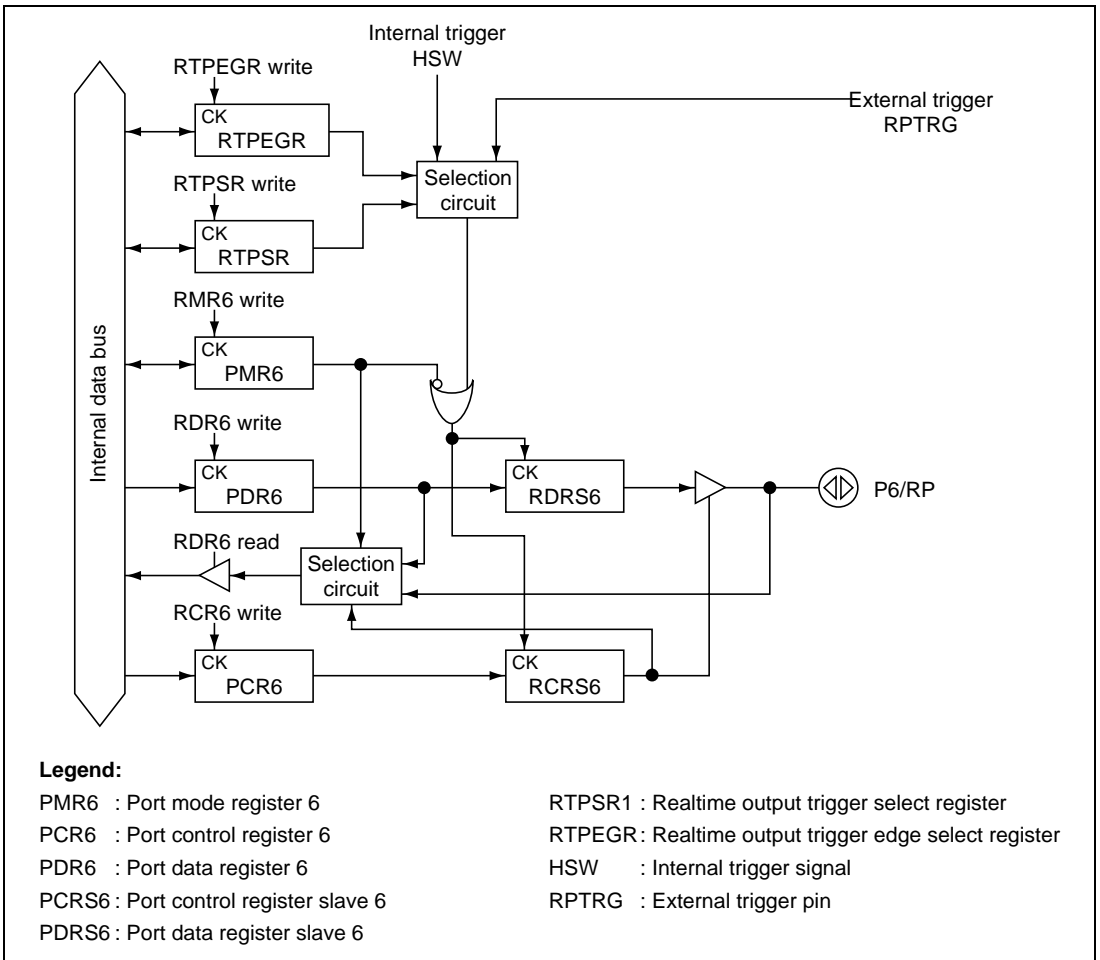 Internal trigger
HSW
RTPEGR write
External trigger
RPTRG
CK
RTPEGR
Selection
circuit
RTPSR write
CK
RTPSR
RMR6 write
CK
PMR6
Internal data bus
RDR6 write
CK
PDR6
CK
RDRS6
P6/RP
RDR6 read
Selection
circuit
RCR6 write
CK
PCR6
CK
RCRS6
Legend:
PMR6 : Port mode register 6
PCR6 : Port control register 6
PDR6 : Port data register 6
PCRS6 : Port control register slave 6
PDRS6 : Port data register slave 6
RTPSR1 : Realtime output trigger select register
RTPEGR : Realtime output trigger edge select register
HSW : Internal trigger signal
RPTRG : External trigger pin